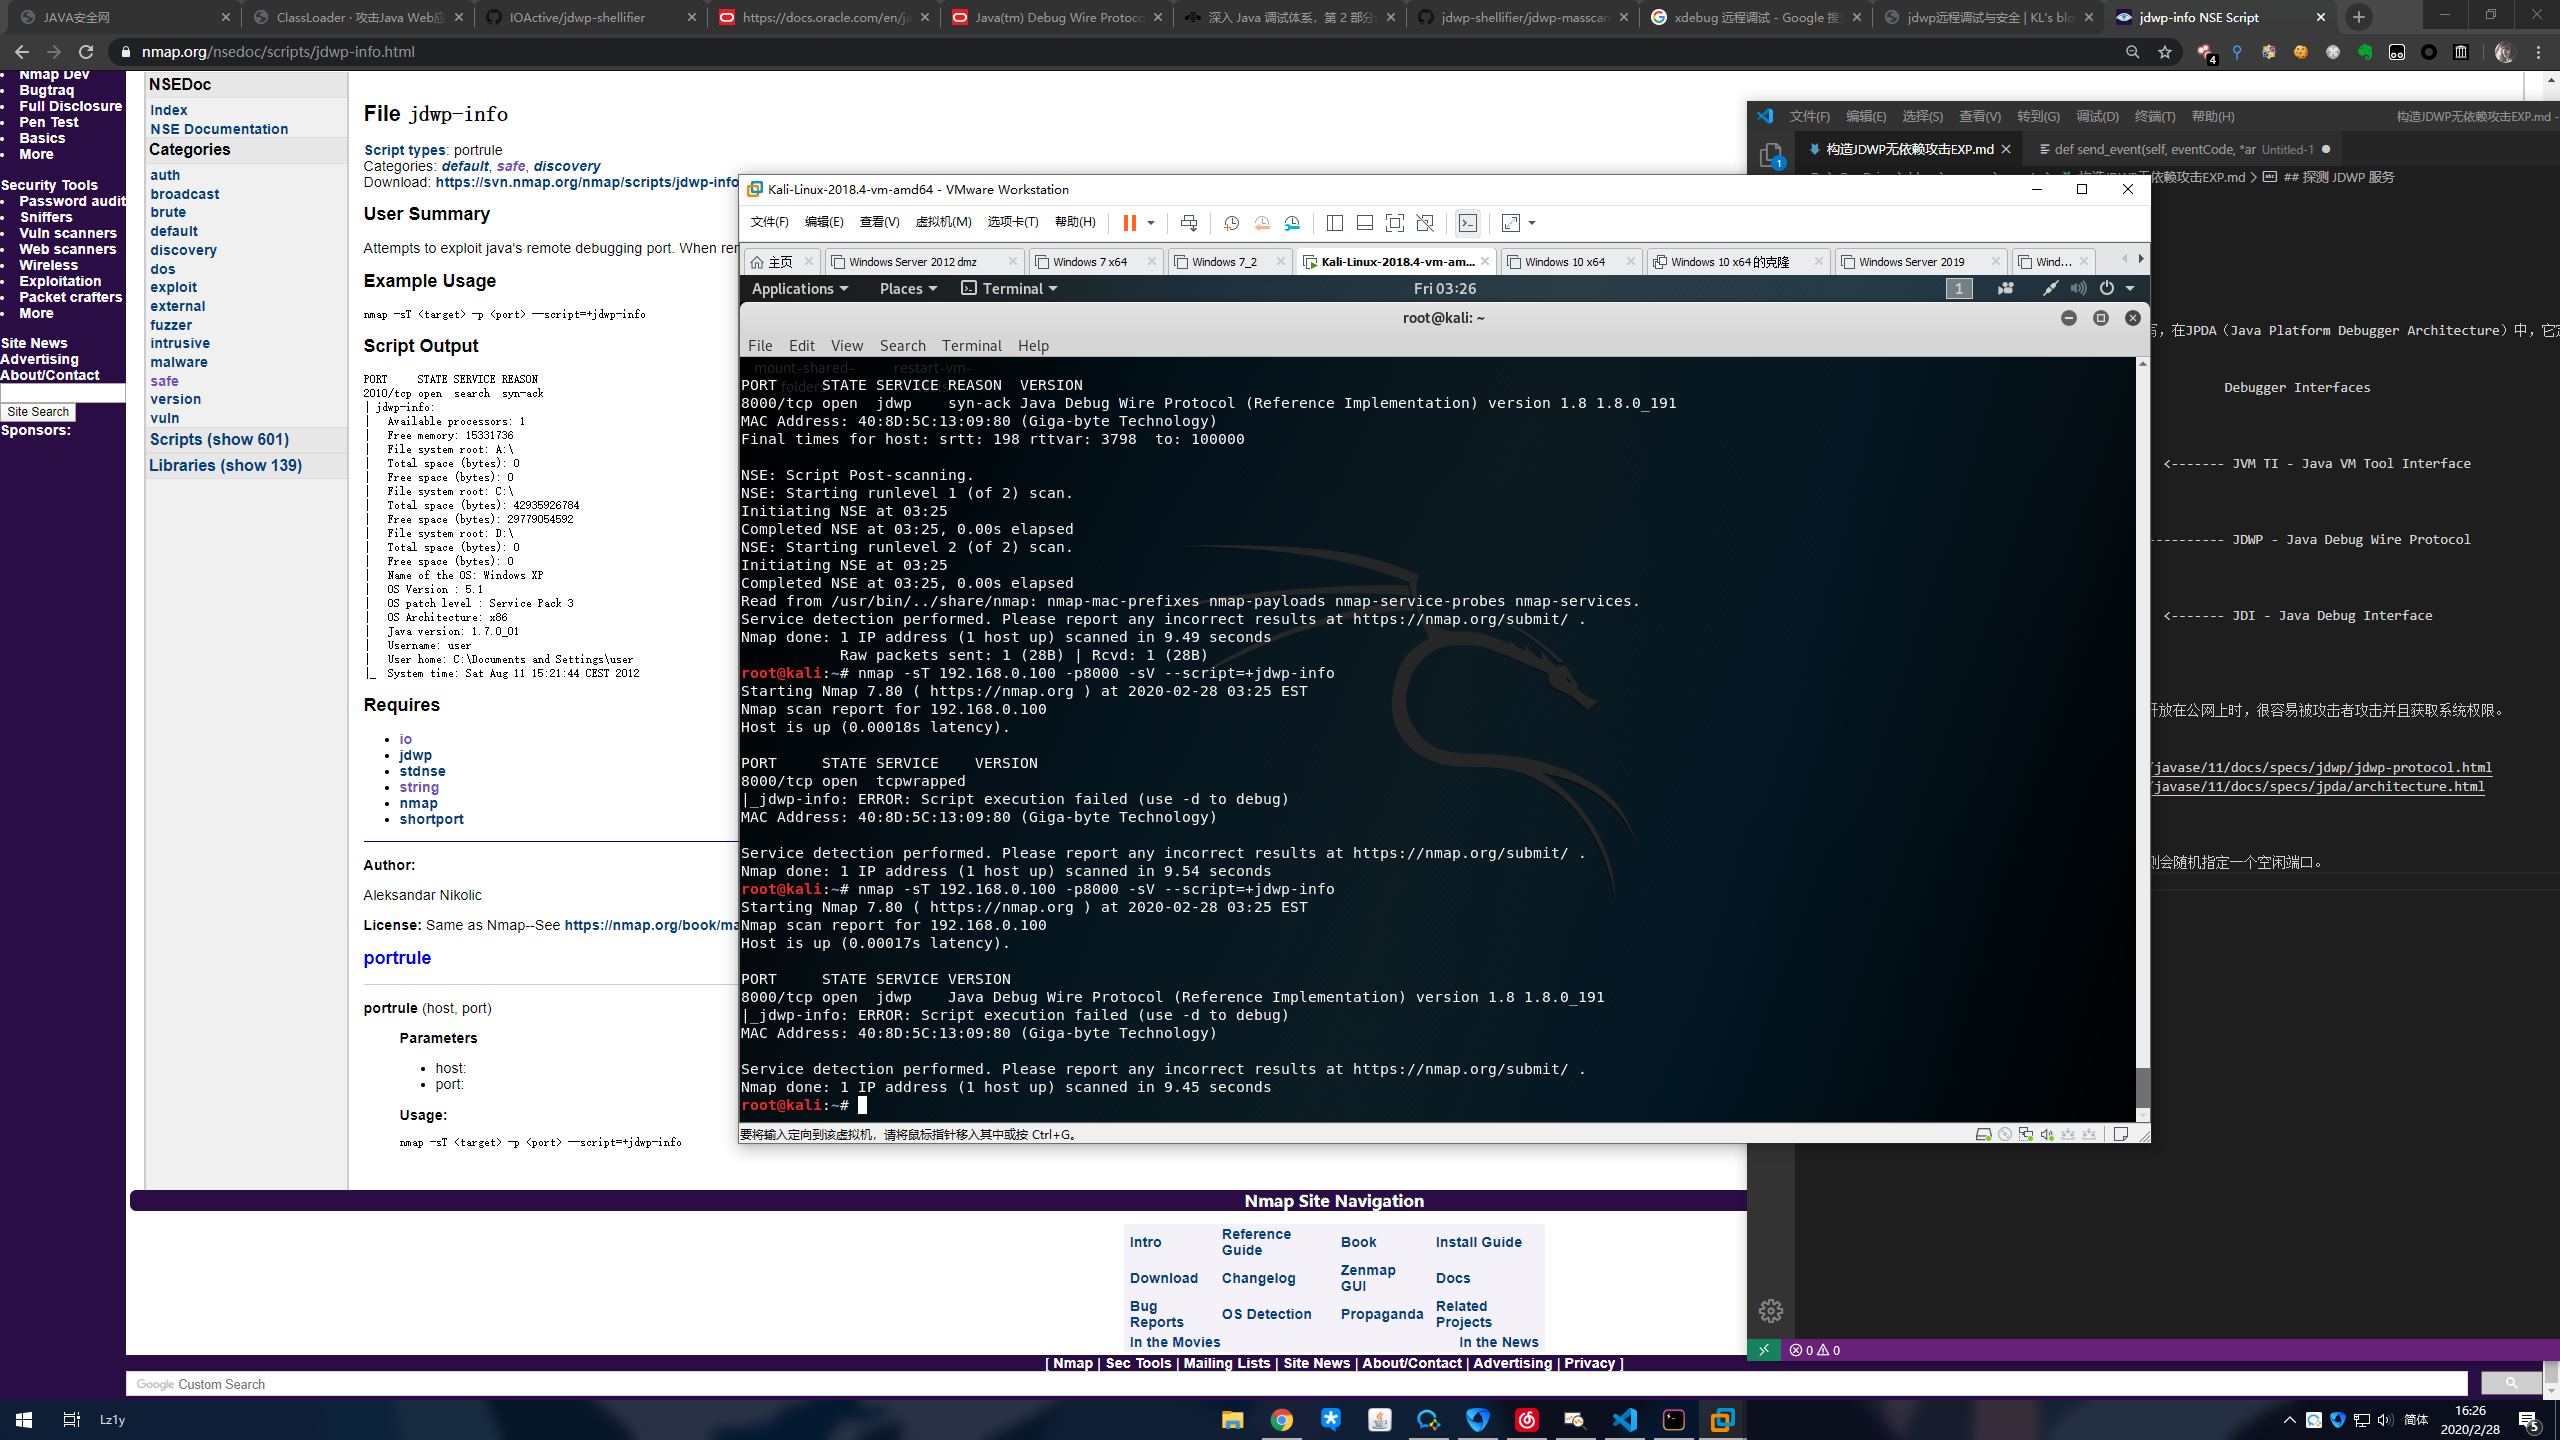 JAVA安全网
ClassLoader · 攻击Java Web应
IOActive/jdwp-shellifier
https://docs.oracle.com/en/ja
Java(tm) Debug Wire Protoco
深入 Java 调试体系，第 2 部分
jdwp-shellifier/jdwp-masscan
xdebug 远程调试 - Google 搜
jdwp远程调试与安全 | KL's blo
jdwp-info NSE Script
nmap.org/nsedoc/scripts/jdwp-info.html
4
Nmap Dev
Bugtraq
Full Disclosure
Pen Test
Basics
More
Security Tools
Password audit
Sniffers
Vuln scanners
Web scanners
Wireless
Exploitation
Packet crafters
More
Site News
Advertising
About/Contact
Site Search
Sponsors:
NSEDoc
Index
NSE Documentation
Categories
auth
broadcast
brute
default
discovery
dos
exploit
external
fuzzer
intrusive
malware
safe
version
vuln
Scripts (show 601)
Libraries (show 139)
File jdwp-info
Script types: portrule
Categories: default, safe, discovery
Download: https://svn.nmap.org/nmap/scripts/jdwp-info
User Summary
Attempts to exploit java's remote debugging port. When rer
Example Usage
nmap -sT <target> -p <port> --script=+jdwp-info
Script Output
PORT     STATE SERVICE REASON
2010/tcp open  search  syn-ack
| jdwp-info:
|   Available processors: 1
|   Free memory: 15331736
|   File system root: A:\
|   Total space (bytes): 0
|   Free space (bytes): 0
|   File system root: C:\
|   Total space (bytes): 42935926784
|   Free space (bytes): 29779054592
|   File system root: D:\
|   Total space (bytes): 0
|   Free space (bytes): 0
|   Name of the OS: Windows XP
|   OS Version : 5.1
|   OS patch level : Service Pack 3
|   OS Architecture: x86
|   Java version: 1.7.0_01
|   Username: user
|   User home: C:\Documents and Settings\user
|_  System time: Sat Aug 11 15:21:44 CEST 2012
Requires
io
jdwp
stdnse
string
nmap
shortport
Author:
Aleksandar Nikolic
License: Same as Nmap--See https://nmap.org/book/ma
portrule
portrule (host, port)
Parameters
host:
port:
Usage:
nmap -sT <target> -p <port> --script=+jdwp-info
Kali-Linux-2018.4-vm-amd64 - VMware Workstation
文件(F) 编辑(E) 查看(V) 虚拟机(M) 选项卡(T) 帮助(H)
主页
Windows Server 2012 dmz
Windows 7 x64
Windows 7_2
Kali-Linux-2018.4-vm-am...
Windows 10 x64
Windows 10 x64 的克隆
Windows Server 2019
Wind...
Applications Places Terminal
Fri 03:26
1
root@kali: ~
File Edit View Search Terminal Help
mount-shared-
restart-vm-
PORT     STATE SERVICE REASON  VERSION
8000/tcp open  jdwp    syn-ack Java Debug Wire Protocol (Reference Implementation) version 1.8 1.8.0_191
MAC Address: 40:8D:5C:13:09:80 (Giga-byte Technology)
Final times for host: srtt: 198 rttvar: 3798  to: 100000
NSE: Script Post-scanning.
NSE: Starting runlevel 1 (of 2) scan.
Initiating NSE at 03:25
Completed NSE at 03:25, 0.00s elapsed
NSE: Starting runlevel 2 (of 2) scan.
Initiating NSE at 03:25
Completed NSE at 03:25, 0.00s elapsed
Read from /usr/bin/../share/nmap: nmap-mac-prefixes nmap-payloads nmap-service-probes nmap-services.
Service detection performed. Please report any incorrect results at https://nmap.org/submit/ .
Nmap done: 1 IP address (1 host up) scanned in 9.49 seconds
Raw packets sent: 1 (28B) | Rcvd: 1 (28B)
root@kali:~# nmap -sT 192.168.0.100 -p8000 -sV --script=+jdwp-info
Starting Nmap 7.80 ( https://nmap.org ) at 2020-02-28 03:25 EST
Nmap scan report for 192.168.0.100
Host is up (0.00018s latency).
PORT     STATE SERVICE    VERSION
8000/tcp open  tcpwrapped
|_jdwp-info: ERROR: Script execution failed (use -d to debug)
MAC Address: 40:8D:5C:13:09:80 (Giga-byte Technology)
Service detection performed. Please report any incorrect results at https://nmap.org/submit/ .
Nmap done: 1 IP address (1 host up) scanned in 9.54 seconds
root@kali:~# nmap -sT 192.168.0.100 -p8000 -sV --script=+jdwp-info
Starting Nmap 7.80 ( https://nmap.org ) at 2020-02-28 03:25 EST
Nmap scan report for 192.168.0.100
Host is up (0.00017s latency).
PORT     STATE SERVICE VERSION
8000/tcp open  jdwp    Java Debug Wire Protocol (Reference Implementation) version 1.8 1.8.0_191
|_jdwp-info: ERROR: Script execution failed (use -d to debug)
MAC Address: 40:8D:5C:13:09:80 (Giga-byte Technology)
Service detection performed. Please report any incorrect results at https://nmap.org/submit/ .
Nmap done: 1 IP address (1 host up) scanned in 9.45 seconds
root@kali:~#
要将输入定向到该虚拟机，请将鼠标指针移入其中或按 Ctrl+G。
文件(F) 编辑(E) 选择(S) 查看(V) 转到(G) 调试(D) 终端(T) 帮助(H)
构造JDWP无依赖攻击EXP.md -
1
构造JDWP无依赖攻击EXP.md
def send_event(self, eventCode, *ar Untitled-1
依赖攻击EXP.md > ## 探测 JDWP 服务
，在JPDA（Java Platform Debugger Architecture）中，它
Debugger Interfaces
<------- JVM TI - Java VM Tool Interface
---------- JDWP - Java Debug Wire Protocol
<------- JDI - Java Debug Interface
放在公网上时，很容易被攻击者攻击并且获取系统权限。
/javase/11/docs/specs/jdwp/jdwp-protocol.html
/javase/11/docs/specs/jpda/architecture.html
则会随机指定一个空闲端口。
0 0
Nmap Site Navigation
Intro Reference Guide Book Install Guide
Download Changelog Zenmap GUI Docs
Bug Reports OS Detection Propaganda Related Projects
In the Movies In the News
[ Nmap | Sec Tools | Mailing Lists | Site News | About/Contact | Advertising | Privacy ]
Google Custom Search
Lz1y
简体
16:26
2020/2/28
5